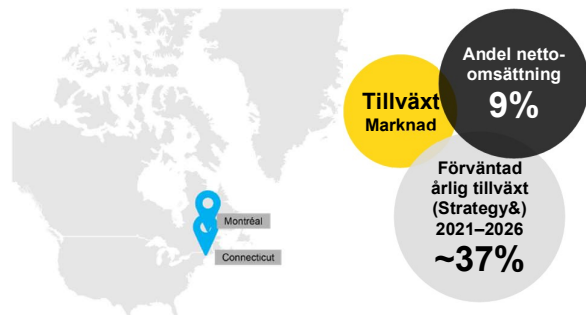 Montréal
Connecticut
Tillväxt
Marknad
Andel netto-
omsättning
9%
Förväntad
årlig tillväxt
(Strategy&)
2021–2026
~37%